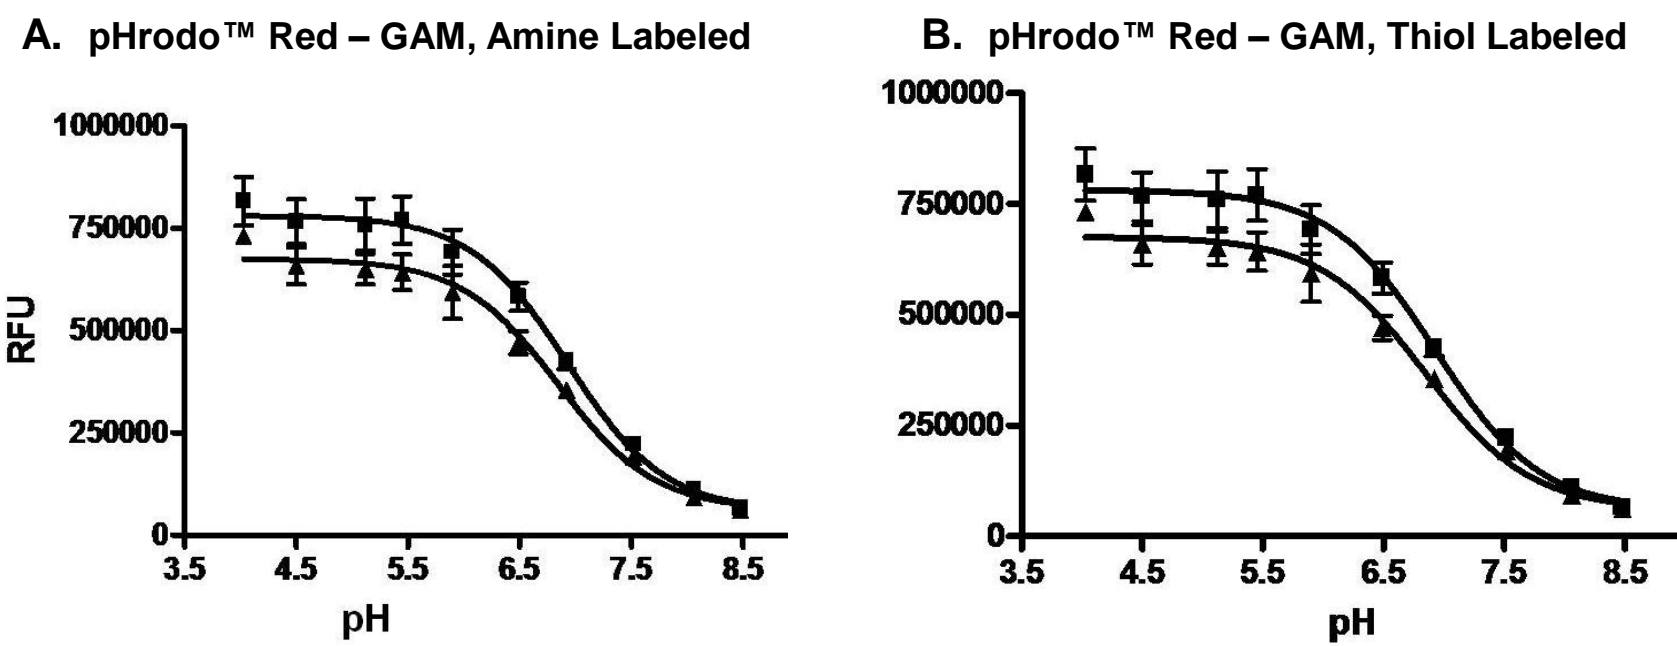 A. pHrodo™ Red – GAM, Amine Labeled
1000000
750000
500000
250000
0
RFU
3.5 4.5 5.5 6.5 7.5 8.5
pH
B. pHrodo™ Red – GAM, Thiol Labeled
1000000
750000
500000
250000
0
3.5 4.5 5.5 6.5 7.5 8.5
pH